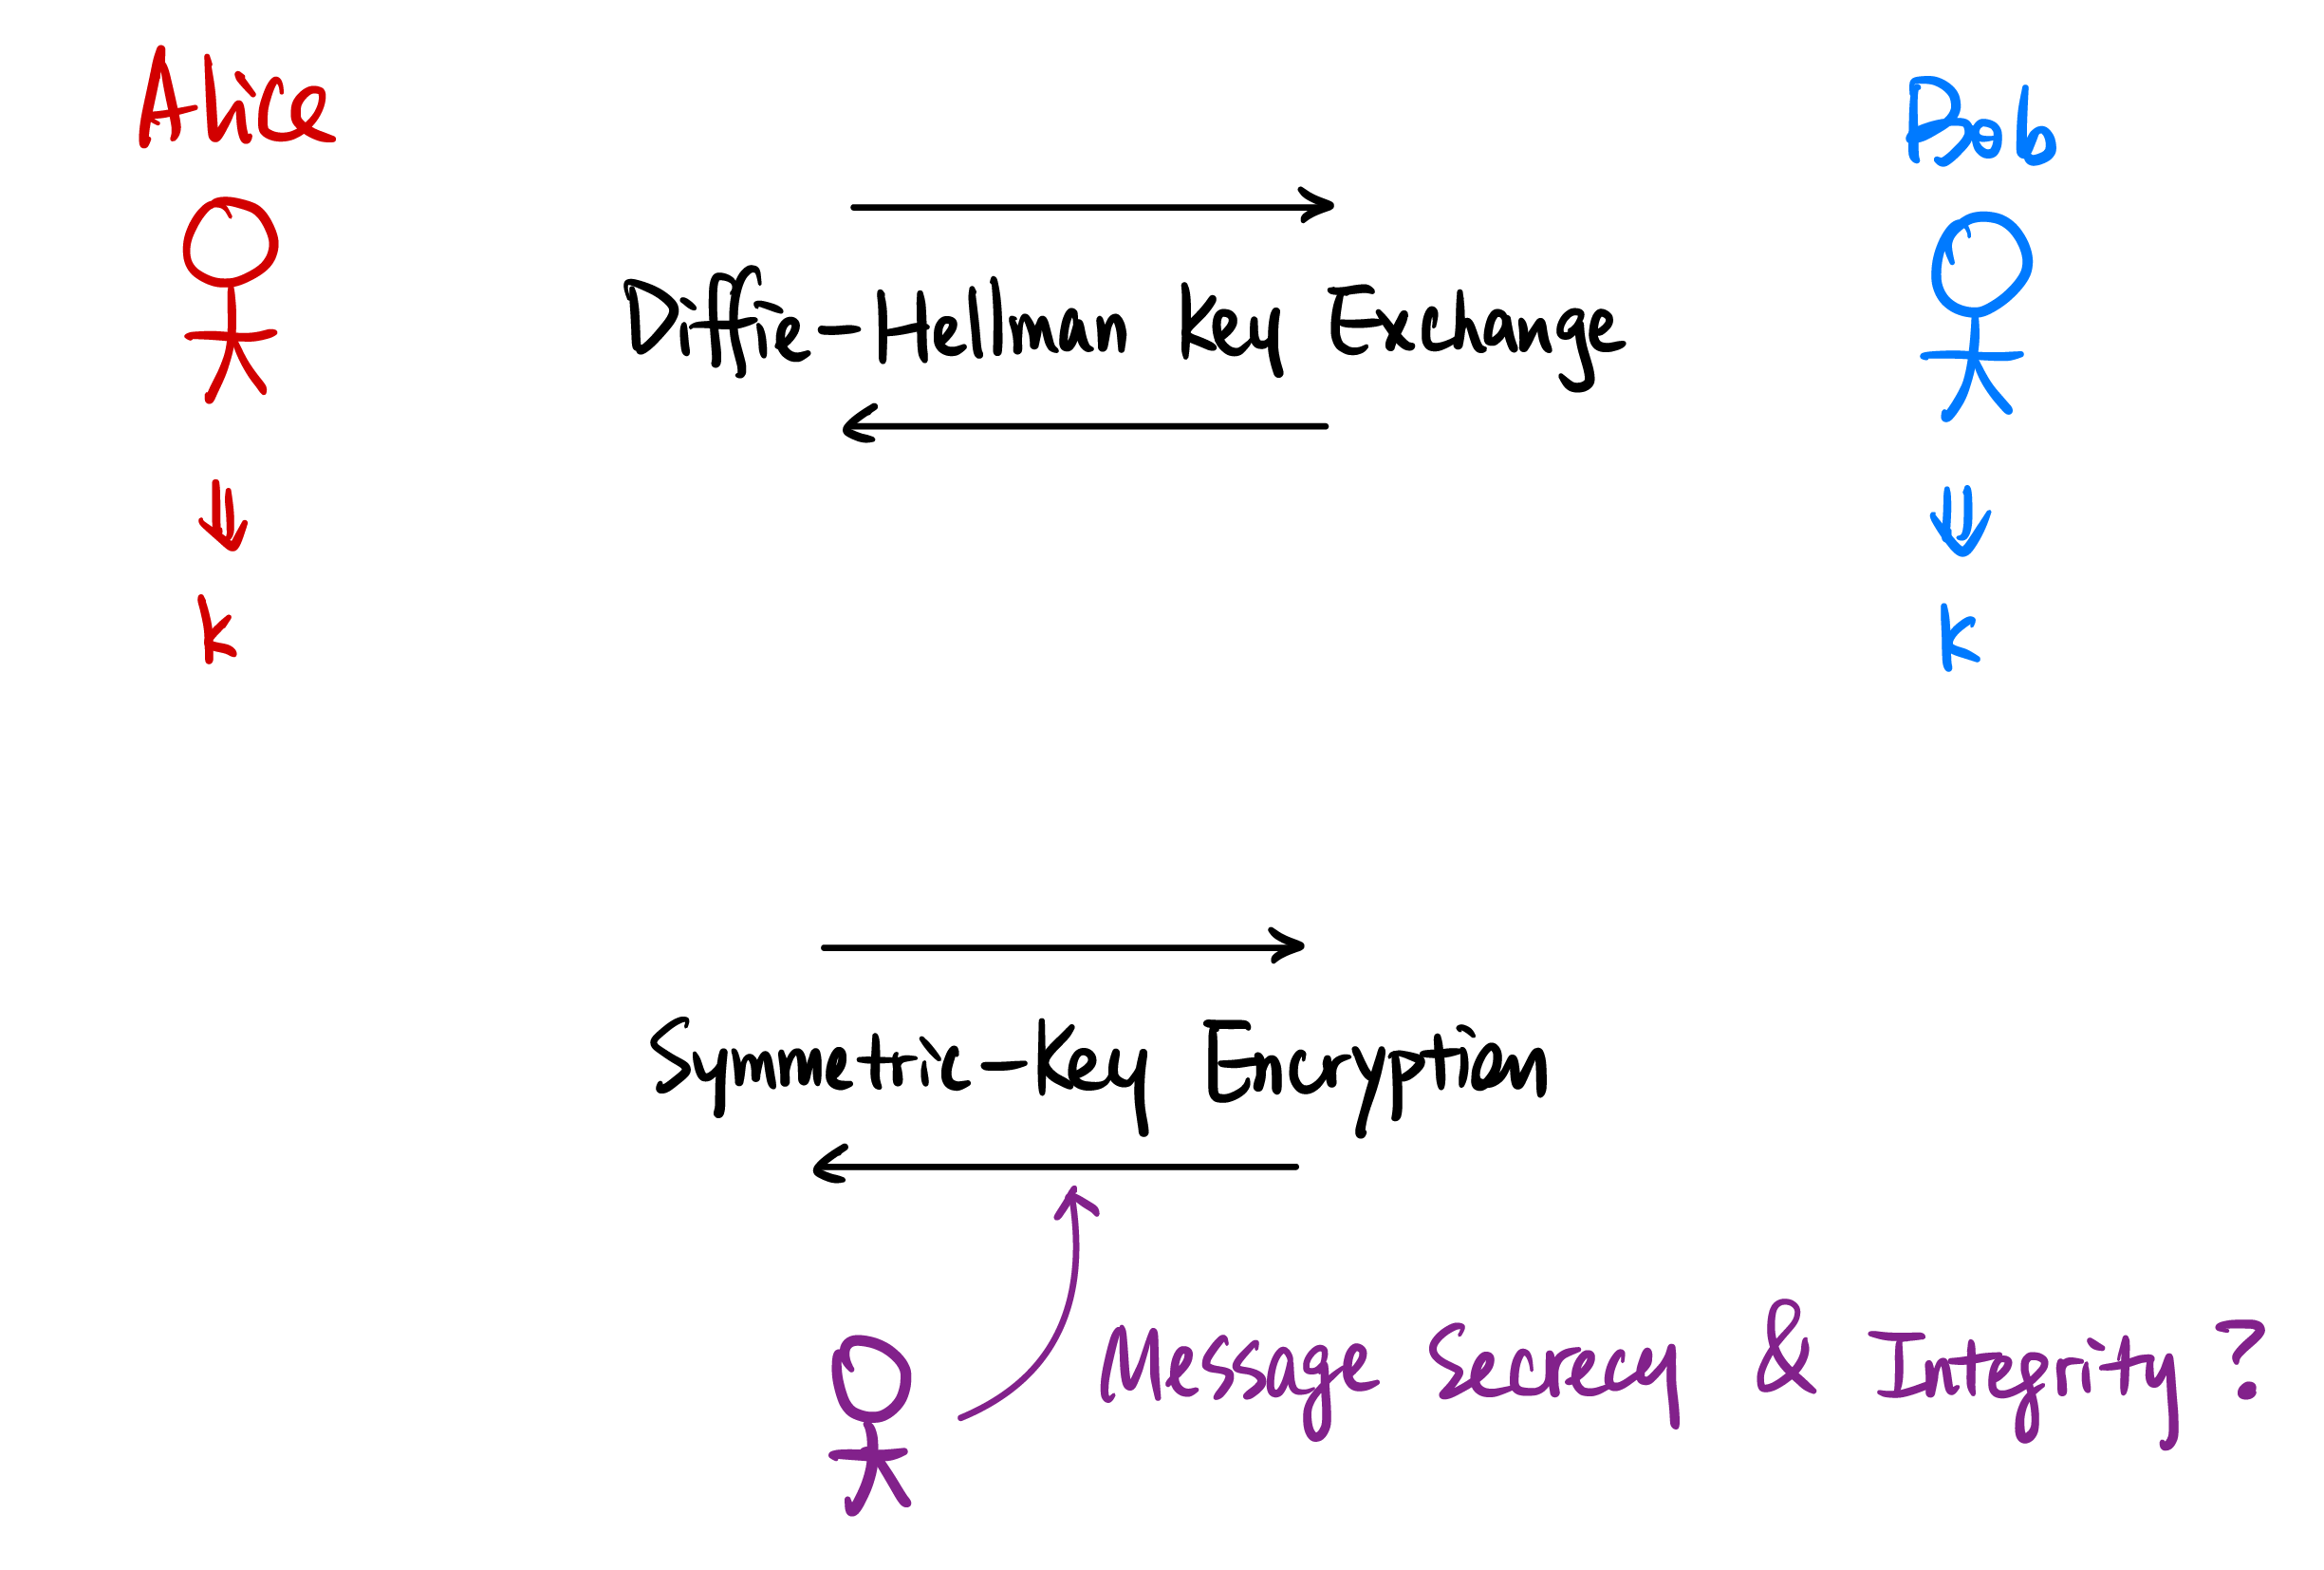 Alice
Bob
Diffie-Hellman Key Exchange
k
k
Symmetric-Key Encryption
Message Secrecy & Integrity?